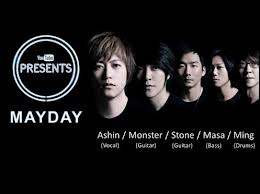 YouTube
PRESENTS
MAYDAY
Ashin / Monster / Stone / Masa / Ming
(Vocal) (Guitar) (Guitar) (Bass) (Drums)